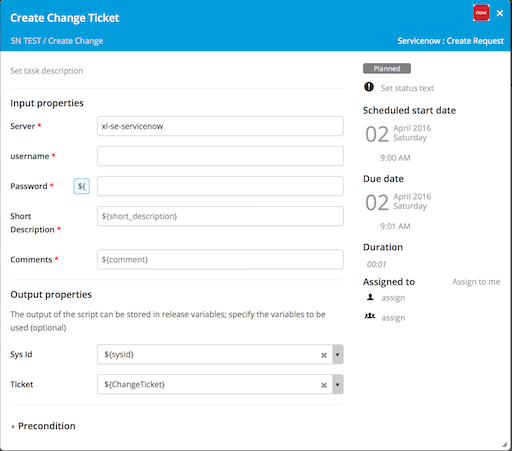 Create Change Ticket
now
×
SN TEST / Create Change
Servicenow : Create Request
Set task description
Input properties
Server *
xl-se-servicenow
username *
Password *
${
Short
Description *
${short_description}
Comments *
${comment}
Output properties
The output of the script can be stored in release variables; specify the variables to be
used (optional)
Sys Id
${sysId}
Ticket
${ChangeTicket}
Precondition
Planned
Set status text
Scheduled start date
02
April 2016
Saturday
9:00 AM
Due date
02
April 2016
Saturday
9:01 AM
Duration
00:01
Assigned to
Assign to me
assign
assign